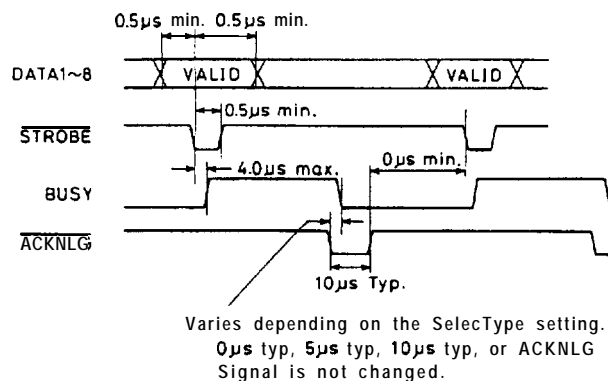 0.5µs min. 0.5µs min.
DATA1~8 VALID VALID
0.5µs min.
STROBE
4.0µs max. 0µs min.
BUSY
ACKNLG
10µs Typ.
Varies depending on the SelecType setting.
0µs typ, 5µs typ, 10µs typ, or ACKNLG
Signal is not changed.